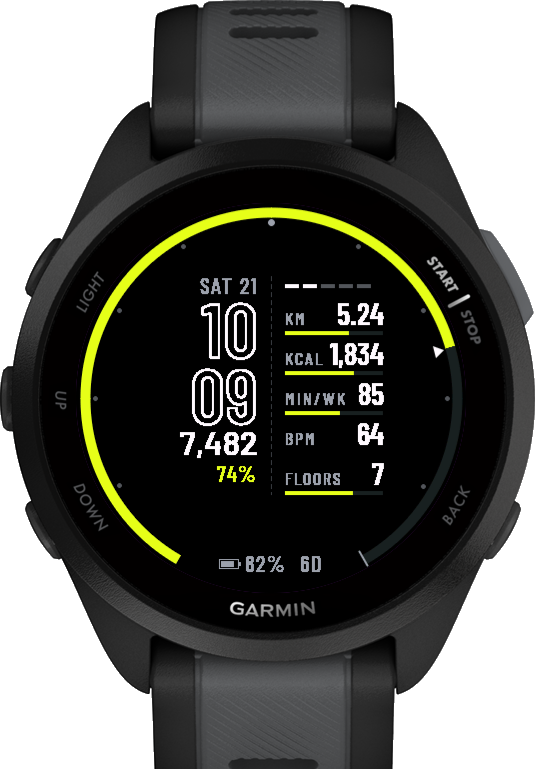 START
STOP
LIGHT
UP
DOWN
BACK
SAT 21
10
09
7,482
74%
KM 5.24
KCAL 1,834
MIN/WK 85
BPM 64
FLOORS 7
82% 6D
GARMIN